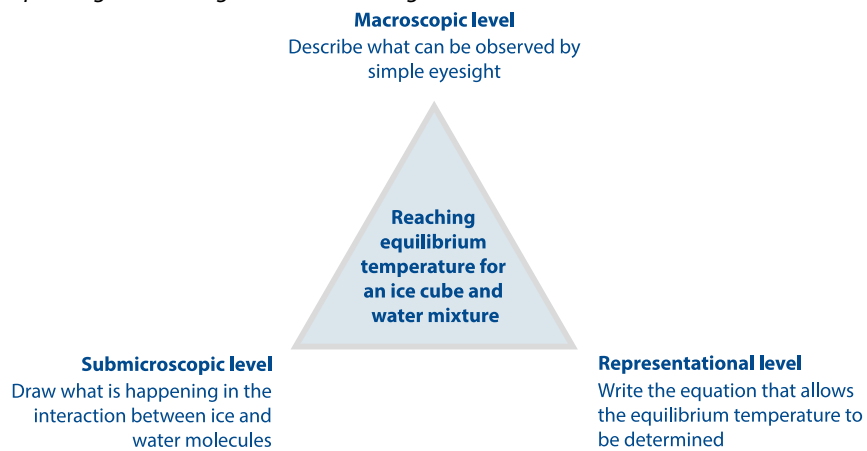 Macroscopic level
Describe what can be observed by
simple eyesight
Reaching
equilibrium
temperature for
an ice cube and
water mixture
Submicroscopic level
Draw what is happening in the
interaction between ice and
water molecules
Representational level
Write the equation that allows
the equilibrium temperature to
be determined